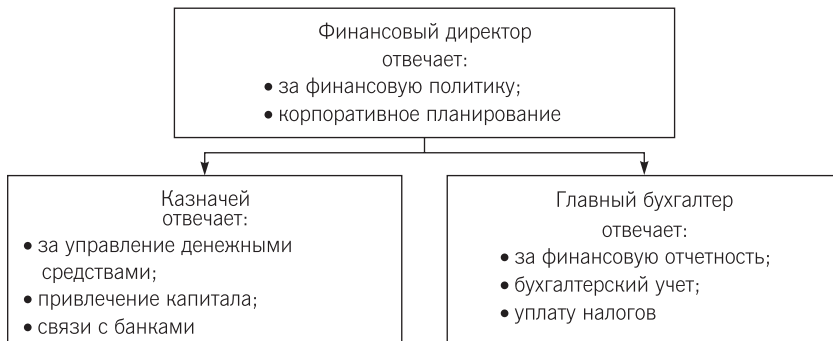 Финансовый директор
отвечает:
• за финансовую политику;
• корпоративное планирование
Казначей
отвечает:
• за управление денежными
средствами;
• привлечение капитала;
• связи с банками
Главный бухгалтер
отвечает:
• за финансовую отчетность;
• бухгалтерский учет;
• уплату налогов